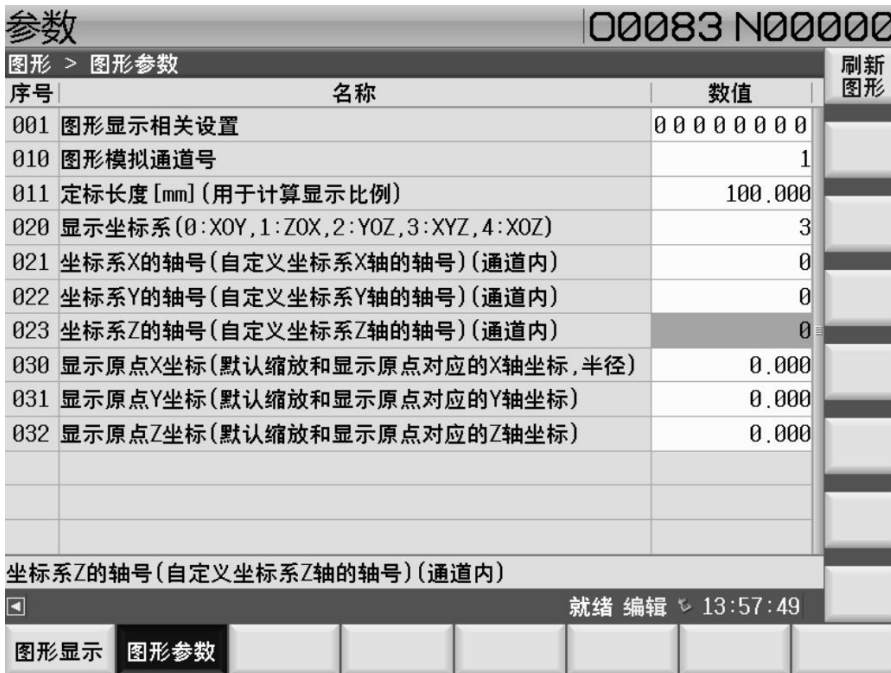 参数 O0083 N00000
图形 > 图形参数
刷新
图形
序号 名称 数值
001 图形显示相关设置 0 0 0 0 0 0 0 0
010 图形模拟通道号 1
011 定标长度[mm](用于计算显示比例) 100.000
020 显示坐标系(0:XOY,1:ZOX,2:YOZ,3:XYZ,4:XOZ) 3
021 坐标系X的轴号(自定义坐标系X轴的轴号)(通道内) 0
022 坐标系Y的轴号(自定义坐标系Y轴的轴号)(通道内) 0
023 坐标系Z的轴号(自定义坐标系Z轴的轴号)(通道内) 0
030 显示原点X坐标(默认缩放和显示原点对应的X轴坐标,半径) 0.000
031 显示原点Y坐标(默认缩放和显示原点对应的Y轴坐标) 0.000
032 显示原点Z坐标(默认缩放和显示原点对应的Z轴坐标) 0.000
坐标系Z的轴号(自定义坐标系Z轴的轴号)(通道内)
就绪 编辑 13:57:49
图形显示 图形参数